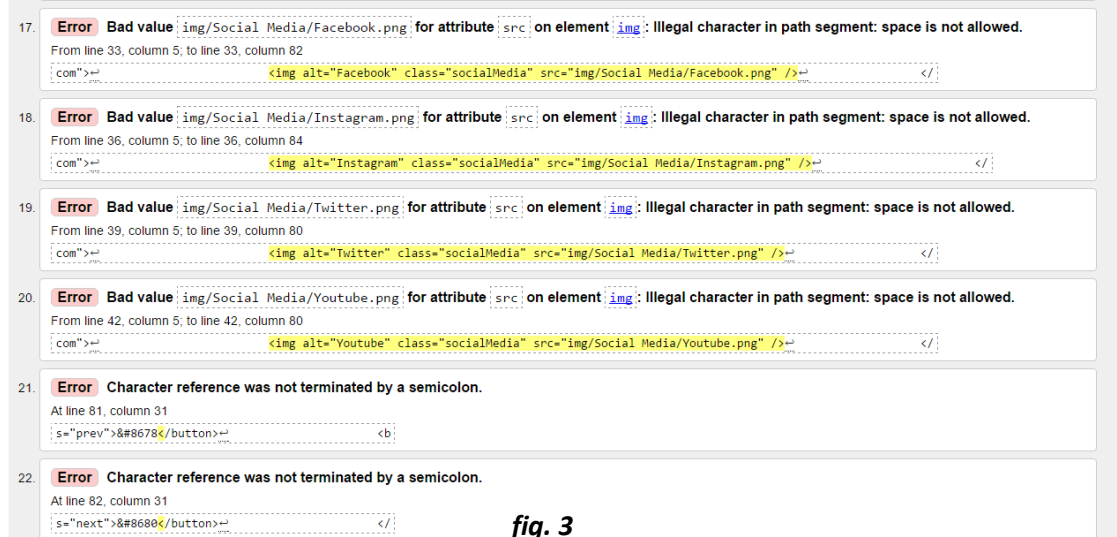 17. Error Bad value img/Social Media/Facebook.png for attribute src on element img: Illegal character in path segment: space is not allowed.
From line 33, column 5; to line 33, column 82
com">↩ <img alt="Facebook" class="socialMedia" src="img/Social Media/Facebook.png" />↩ </
18. Error Bad value img/Social Media/Instagram.png for attribute src on element img: Illegal character in path segment: space is not allowed.
From line 36, column 5; to line 36, column 84
com">↩ <img alt="Instagram" class="socialMedia" src="img/Social Media/Instagram.png" />↩ </
19. Error Bad value img/Social Media/Twitter.png for attribute src on element img: Illegal character in path segment: space is not allowed.
From line 39, column 5; to line 39, column 80
com">↩ <img alt="Twitter" class="socialMedia" src="img/Social Media/Twitter.png" />↩ </
20. Error Bad value img/Social Media/Youtube.png for attribute src on element img: Illegal character in path segment: space is not allowed.
From line 42, column 5; to line 42, column 80
com">↩ <img alt="Youtube" class="socialMedia" src="img/Social Media/Youtube.png" />↩ </
21. Error Character reference was not terminated by a semicolon.
At line 81, column 31
s="prev">&#8678</button>↩ <b
22. Error Character reference was not terminated by a semicolon.
At line 82, column 31
s="next">&#8680</button>↩ </
fig. 3